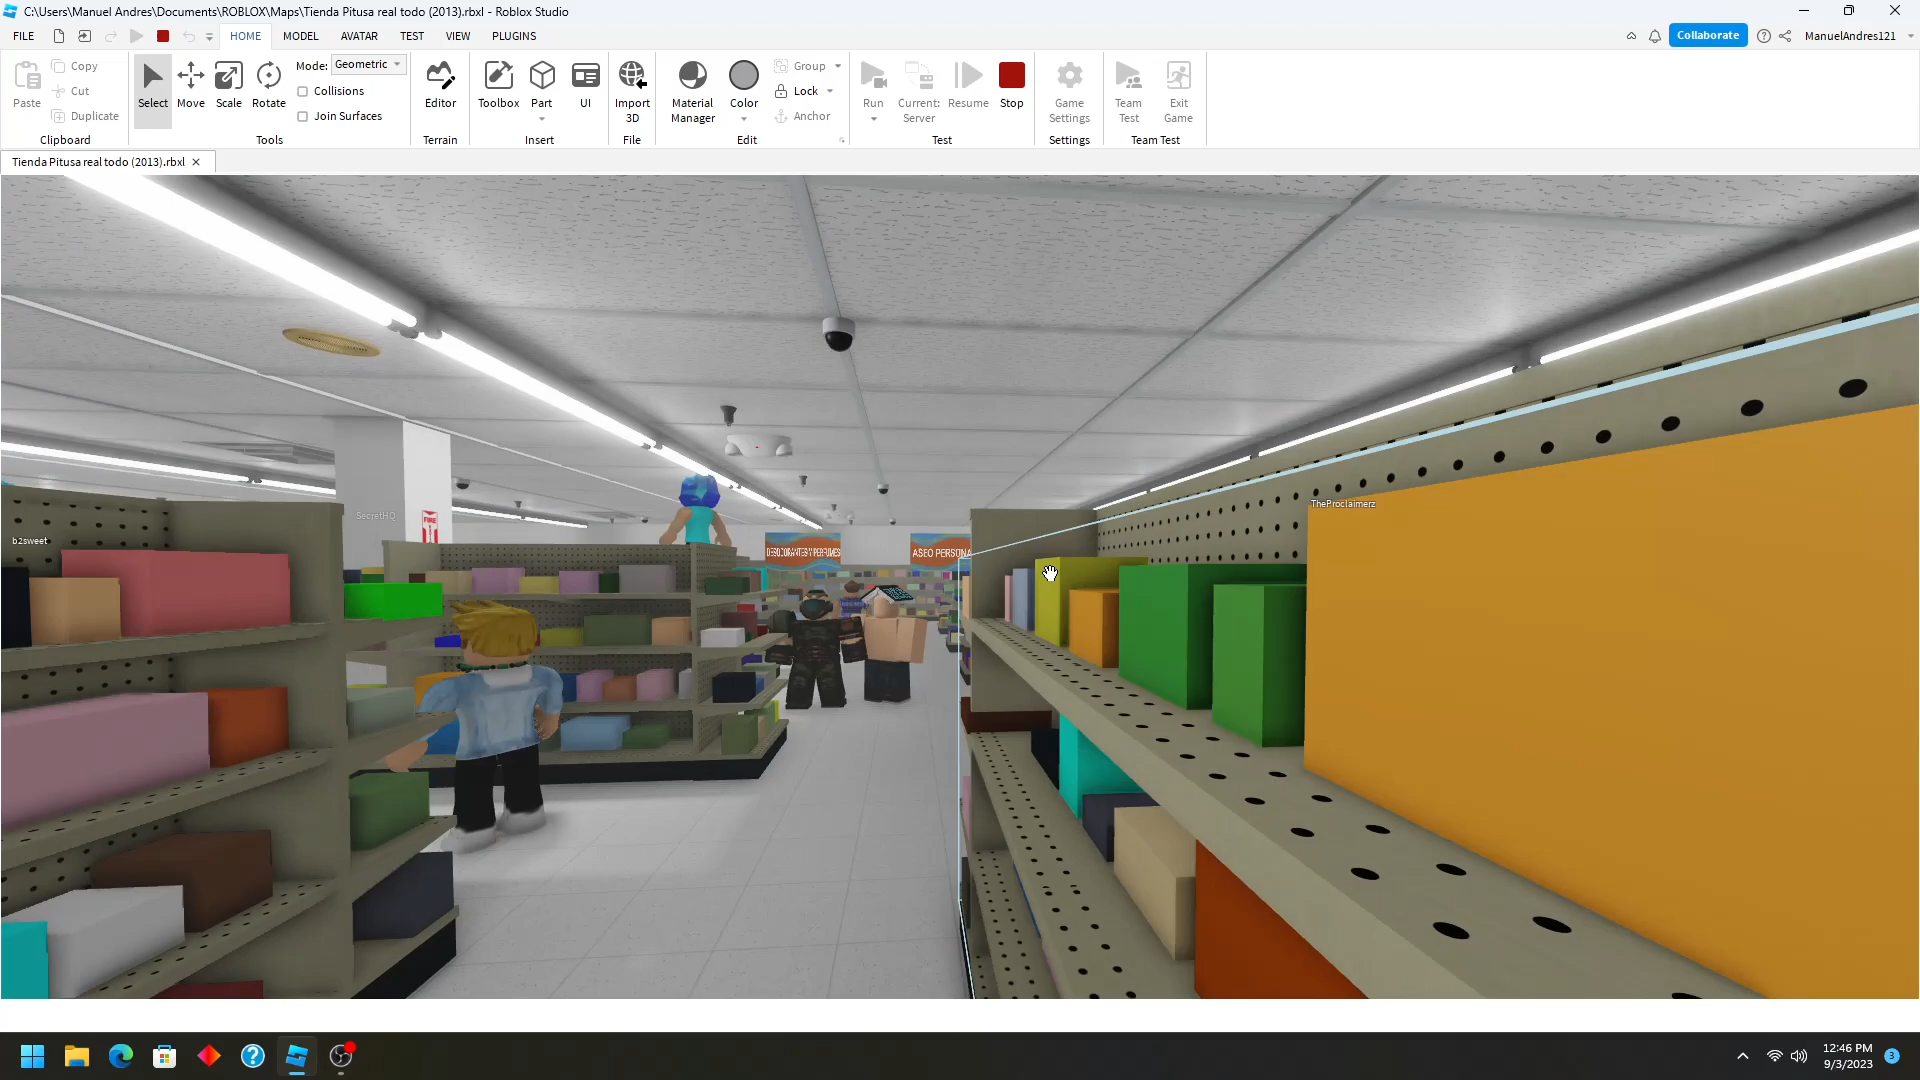 C:\Users\Manuel Andres\Documents\ROBLOX\Maps\Tienda Pitusa real todo (2013).rbxl - Roblox Studio
FILE HOME MODEL AVATAR TEST VIEW PLUGINS Collaborate ManuelAndres121
Paste
Copy
Cut
Duplicate
Clipboard
Select
Move
Scale
Rotate
Mode: Geometric
Collisions
Join Surfaces
Tools
Editor
Terrain
Toolbox
Part
UI
Insert
Import
3D
File
Material
Manager
Color
Group
Lock
Anchor
Edit
Run
Current:
Server
Resume
Stop
Test
Game
Settings
Settings
Team
Test
Exit
Game
Team Test
Tienda Pitusa real todo (2013).rbxl
TheProclaimerz
SecretHQ
FIRE
b2sweet
DESODORANTES Y PERFUMES
ASEO PERSONA
12:46 PM
9/3/2023
3